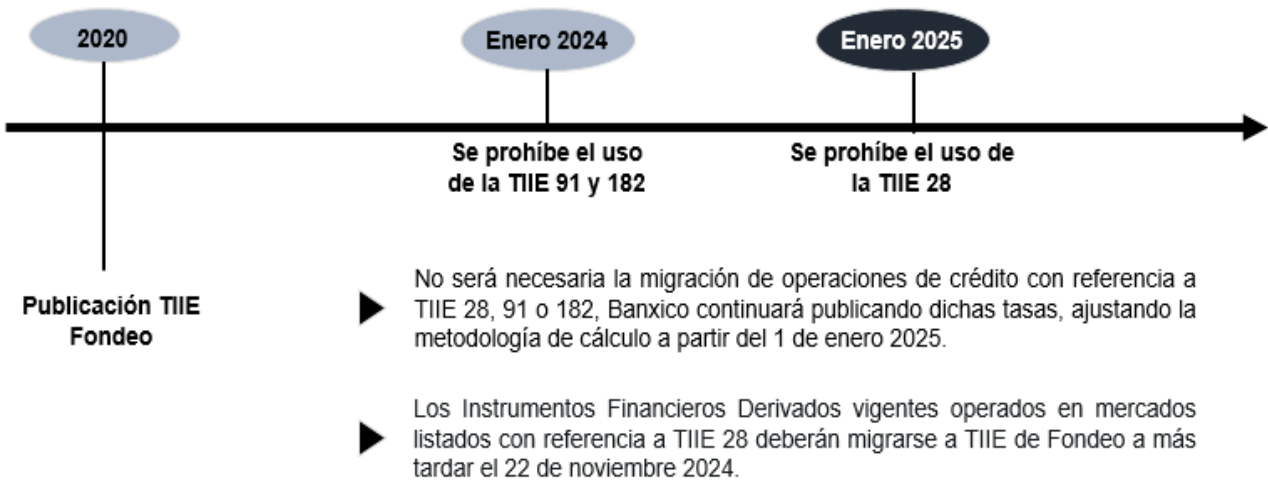 2020
Enero 2024
Enero 2025
Se prohíbe el uso
de la TIIE 91 y 182
Se prohíbe el uso de
la TIIE 28
Publicación TIIE
Fondeo
No será necesaria la migración de operaciones de crédito con referencia a
TIIE 28, 91 o 182, Banxico continuará publicando dichas tasas, ajustando la
metodología de cálculo a partir del 1 de enero 2025.
Los Instrumentos Financieros Derivados vigentes operados en mercados
listados con referencia a TIIE 28 deberán migrarse a TIIE de Fondeo a más
tardar el 22 de noviembre 2024.